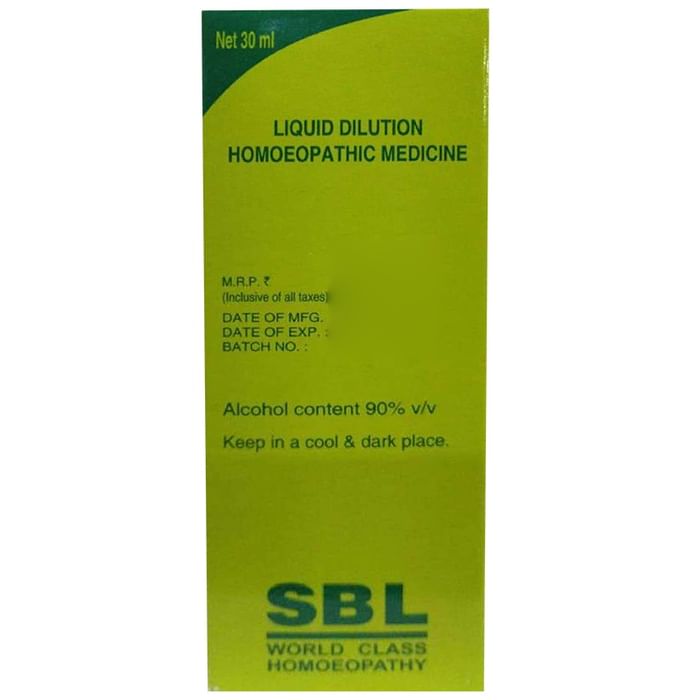 Net 30 ml
LIQUID DILUTION
HOMOEOPATHIC MEDICINE
M.R.P. ₹
(Inclusive of all taxes)
DATE OF MFG.
DATE OF EXP. :
BATCH NO. :
Alcohol content 90% v/v
Keep in a cool & dark place.
SBL
WORLD CLASS
HOMOEOPATHY